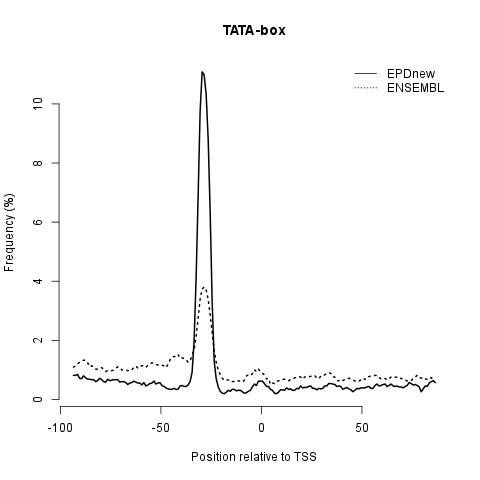 TATA-box
EPDnew
ENSEMBL
Frequency (%)
10
8
6
4
2
0
-100 -50 0 50
Position relative to TSS